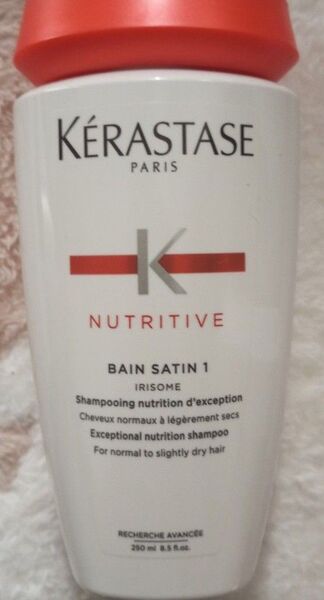 KÉRASTASE
PARIS
K
NUTRITIVE
BAIN SATIN 1
IRISOME
Shampooing nutrition d'exception
Cheveux normaux à légèrement secs
Exceptional nutrition shampoo
For normal to slightly dry hair
RECHERCHE AVANCÉE
250 ml 8.5 fl.oz.